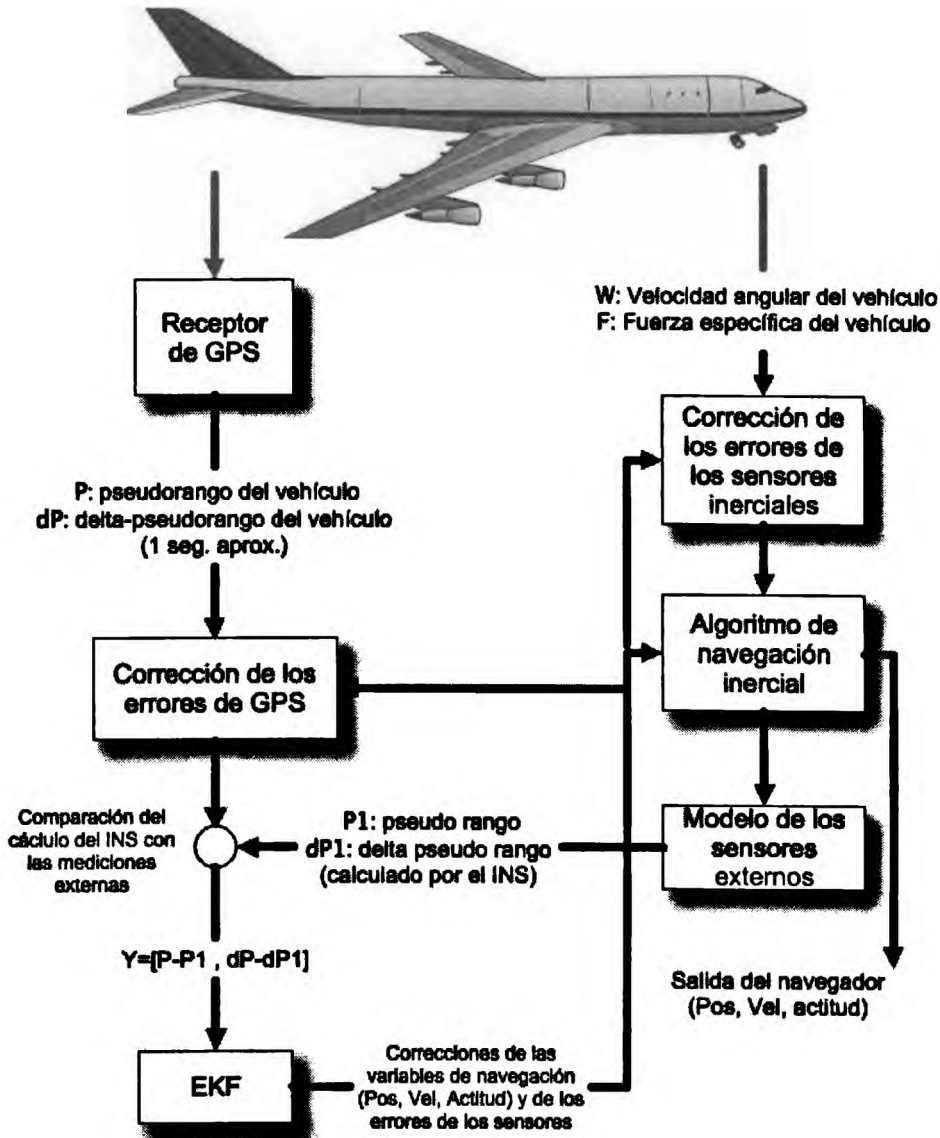 Receptor
de GPS
W: Velocidad angular del vehículo
F: Fuerza específica del vehículo
P: pseudorango del vehículo
dP: delta-pseudorango del vehículo
(1 seg. aprox.)
Corrección de
los errores de
los sensores
inerciales
Corrección de los
errores de GPS
Algoritmo de
navegación
inercial
Comparación del
cáclulo del INS con
las mediciones
externas
P1: pseudo rango
dP1: delta pseudo rango
(calculado por el INS)
Modelo de los
sensores
externos
Y=[P-P1 , dP-dP1]
Salida del navegador
(Pos, Vel, actitud)
EKF
Correcciones de las
variables de navegación
(Pos, Vel, Actitud) y de los
errores de los sensores